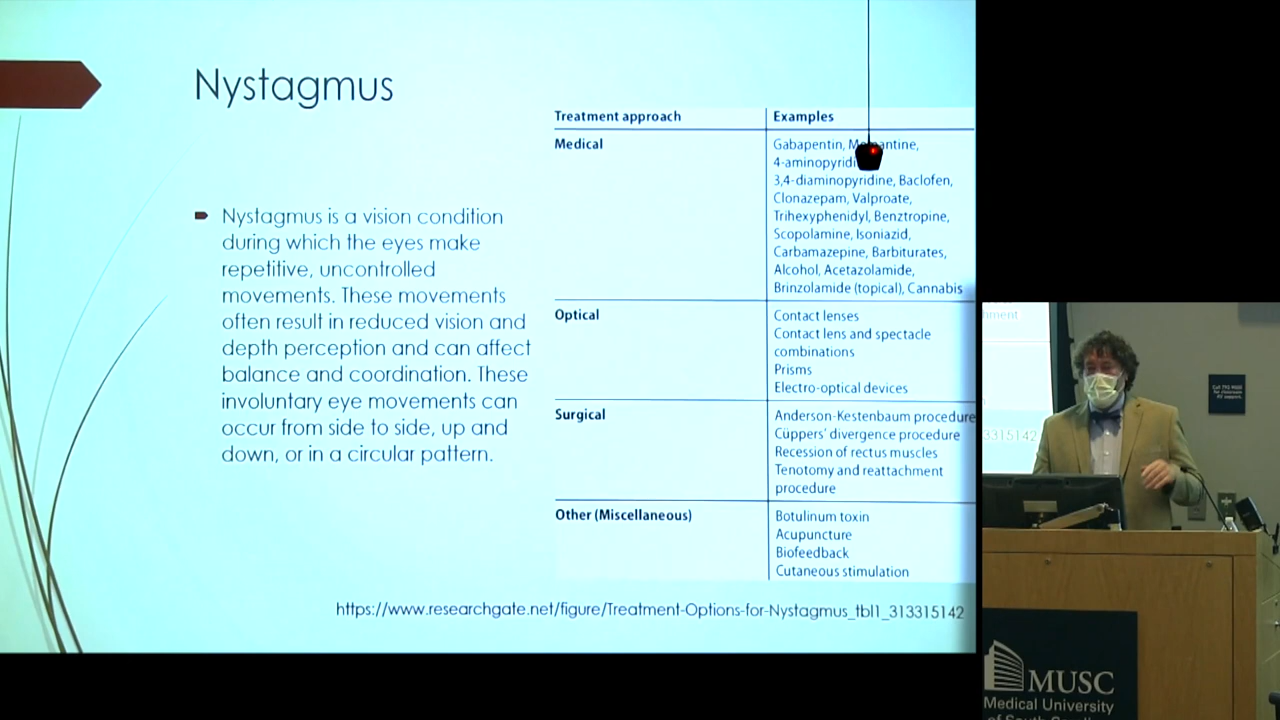 Nystagmus
Nystagmus is a vision condition
during which the eyes make
repetitive, uncontrolled
movements. These movements
often result in reduced vision and
depth perception and can affect
balance and coordination. These
involuntary eye movements can
occur from side to side, up and
down, or in a circular pattern.
Treatment approach Examples
Medical Gabapentin,
3,4-diaminopyridine, Baclofen,
Clonazepam, Valproate,
Trihexyphenidyl, Benztropine,
Scopolamine, Isoniazid,
Carbamazepine, Barbiturates,
Alcohol, Acetazolamide,
Brinzolamide (topical), Cannabis
Optical Contact lenses
Contact lens and spectacle
combinations
Prisms
Electro-optical devices
Surgical Anderson-Kestenbaum procedure
Cüppers' divergence procedure
Recession of rectus muscles
Tenotomy and reattachment
procedure
Other (Miscellaneous) Botulinum toxin
Acupuncture
Biofeedback
Cutaneous stimulation
https://www.researchgate.net/figure/Treatment-Options-for-Nystagmus_tbl1_313315142
313315142
MUSC
Medical University